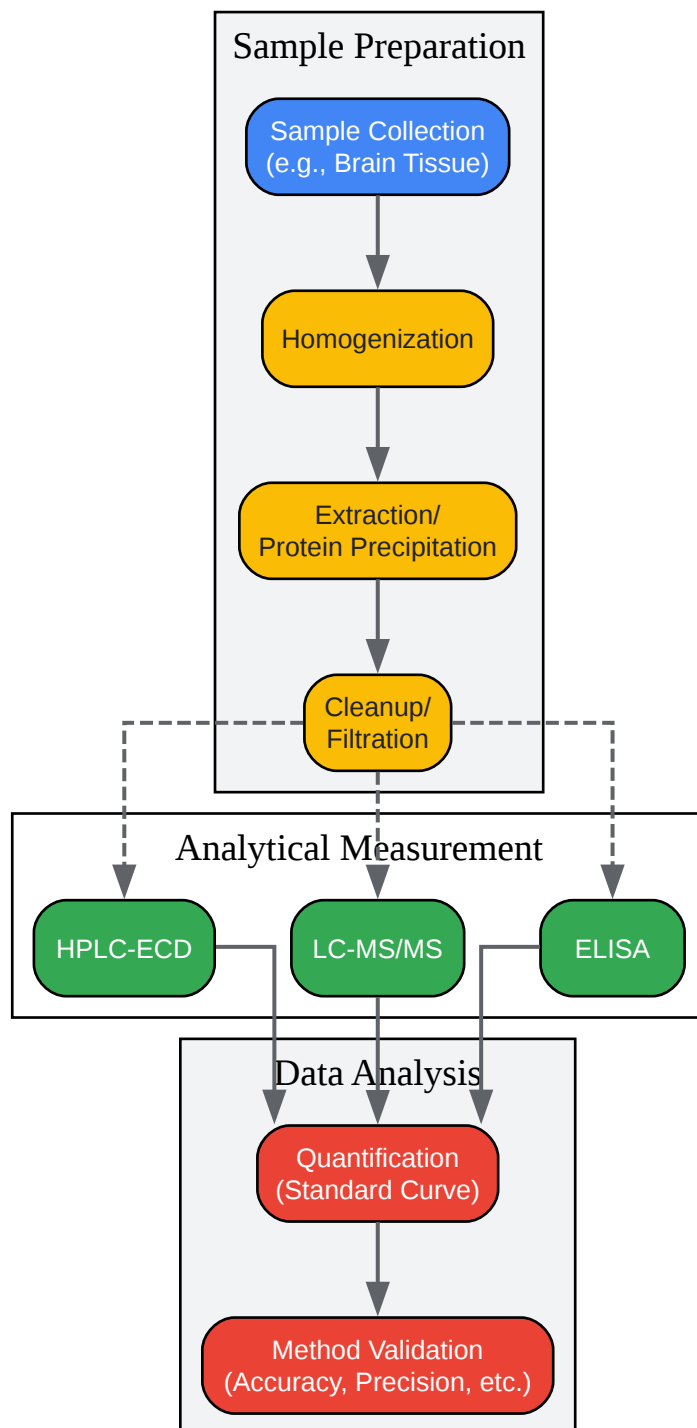 Sample Preparation
Sample Collection
(e.g., Brain Tissue)
Homogenization
Extraction/
Protein Precipitation
Cleanup/
Filtration
Analytical Measurement
HPLC-ECD
LC-MS/MS
ELISA
Data Analysis
Quantification
(Standard Curve)
Method Validation
(Accuracy, Precision, etc.)